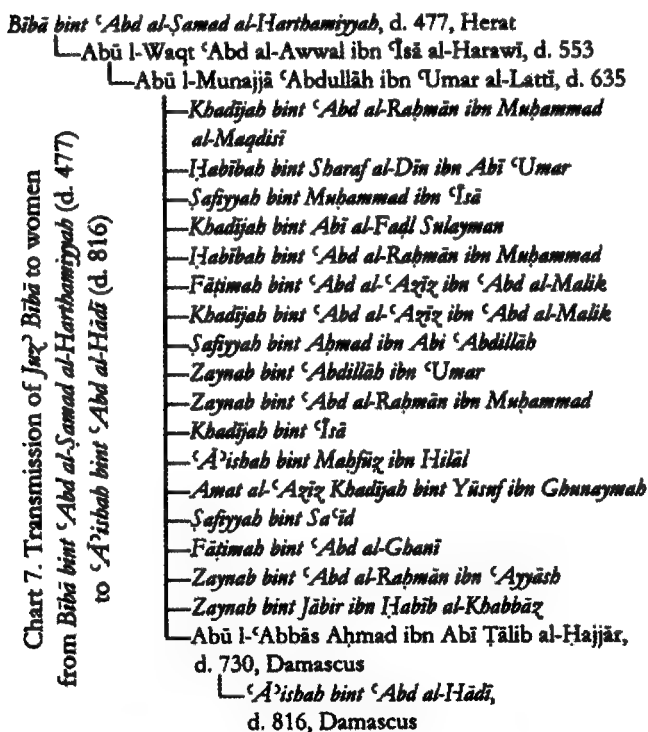 Bībā bint ʿAbd al-Ṣamad al-Harthamiyyah, d. 477, Herat
Abū l-Waqt ʿAbd al-Awwal ibn ʿĪsā al-Harawī, d. 553
Abū l-Munajjā ʿAbdullāh ibn ʿUmar al-Lattī, d. 635
Khadījah bint ʿAbd al-Raḥmān ibn Muḥammad
al-Maqdisī
Ḥabībah bint Sharaf al-Dīn ibn Abī ʿUmar
Ṣafiyyah bint Muḥammad ibn ʿĪsā
Khadījah bint Abī al-Faḍl Sulayman
Ḥabībah bint ʿAbd al-Raḥmān ibn Muḥammad
Fāṭimah bint ʿAbd al-ʿAzīz ibn ʿAbd al-Malik
Khadījah bint ʿAbd al-ʿAzīz ibn ʿAbd al-Malik
Ṣafiyyah bint Aḥmad ibn Abi ʿAbdillāh
Zaynab bint ʿAbdillāh ibn ʿUmar
Zaynab bint ʿAbd al-Raḥmān ibn Muḥammad
Khadījah bint ʿĪsā
ʿĀʾishah bint Maḥfūẓ ibn Hilāl
Amat al-ʿAzīz Khadījah bint Yūsuf ibn Ghunaymah
Ṣafiyyah bint Saʿīd
Fāṭimah bint ʿAbd al-Ghanī
Zaynab bint ʿAbd al-Raḥmān ibn ʿAyyāsh
Zaynab bint Jābir ibn Ḥabīb al-Khabbāz
Abū l-ʿAbbās Aḥmad ibn Abī Ṭālib al-Ḥajjār,
d. 730, Damascus
ʿĀʾishah bint ʿAbd al-Hādī,
d. 816, Damascus
Chart 7. Transmission of Juzʾ Bībā to women
from Bībā bint ʿAbd al-Ṣamad al-Harthamiyyah (d. 477)
to ʿĀʾishah bint ʿAbd al-Hādī (d. 816)